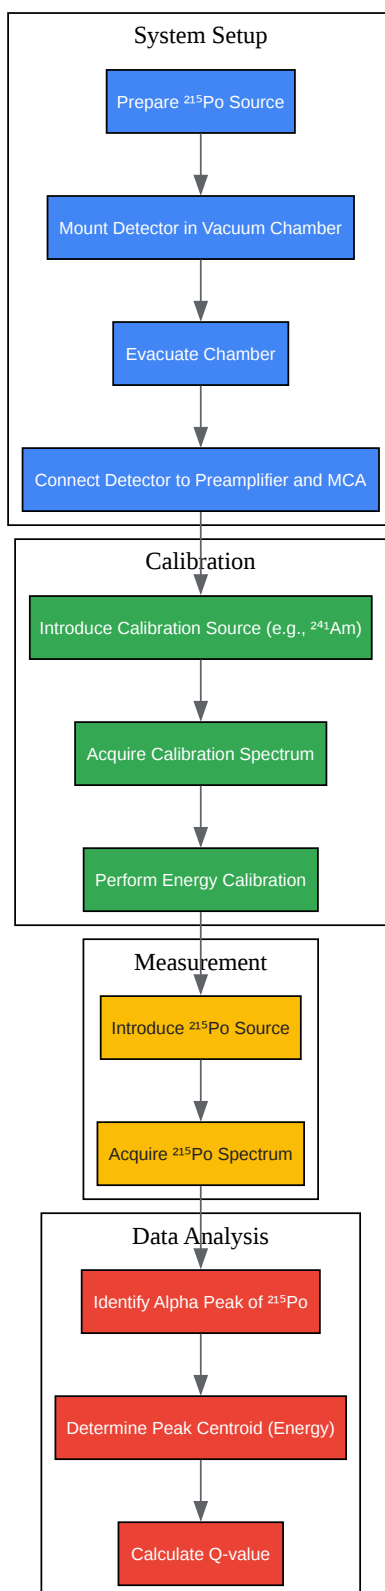 System Setup
Prepare ²¹⁵Po Source
Mount Detector in Vacuum Chamber
Evacuate Chamber
Connect Detector to Preamplifier and MCA
Calibration
Introduce Calibration Source (e.g., ²⁴¹Am)
Acquire Calibration Spectrum
Perform Energy Calibration
Measurement
Introduce ²¹⁵Po Source
Acquire ²¹⁵Po Spectrum
Data Analysis
Identify Alpha Peak of ²¹⁵Po
Determine Peak Centroid (Energy)
Calculate Q-value